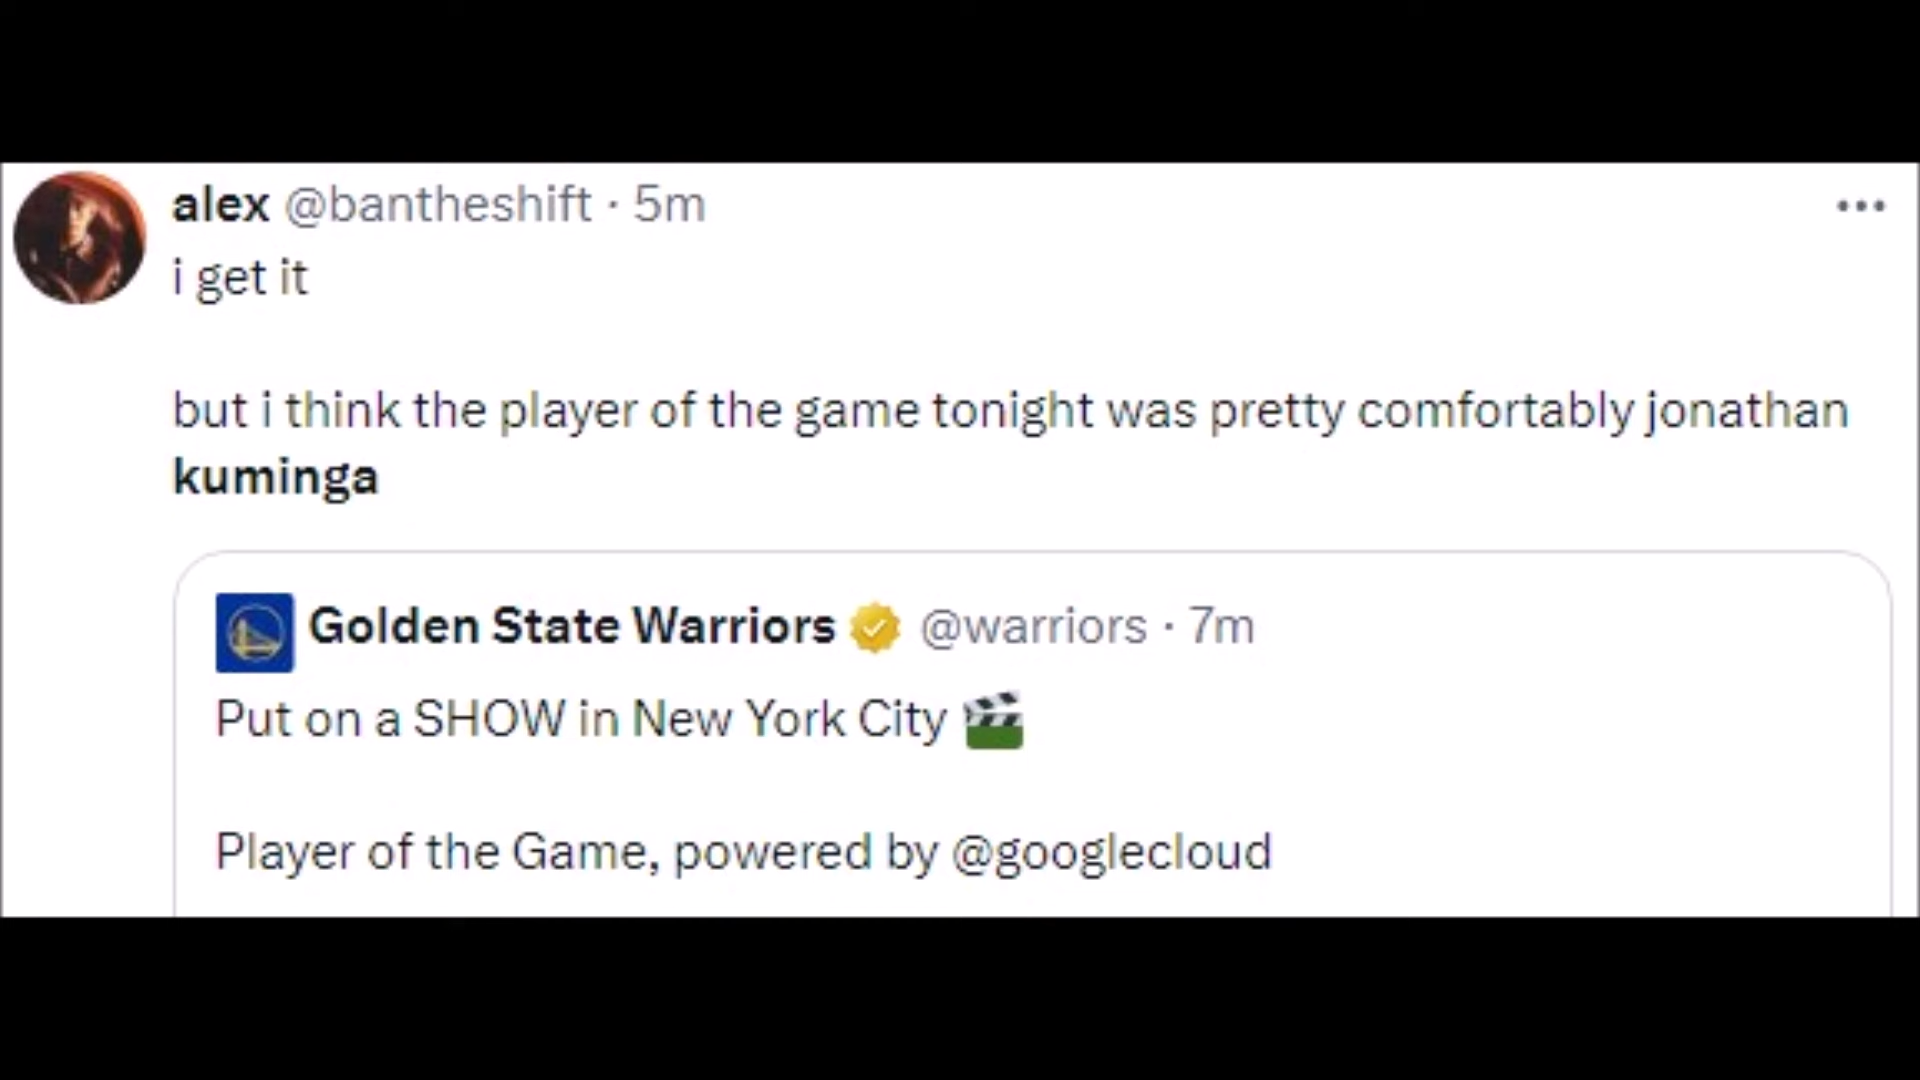 alex @bantheshift · 5m
i get it
but i think the player of the game tonight was pretty comfortably jonathan
kuminga
Golden State Warriors @warriors · 7m
Put on a SHOW in New York City 🎬
Player of the Game, powered by @googlecloud